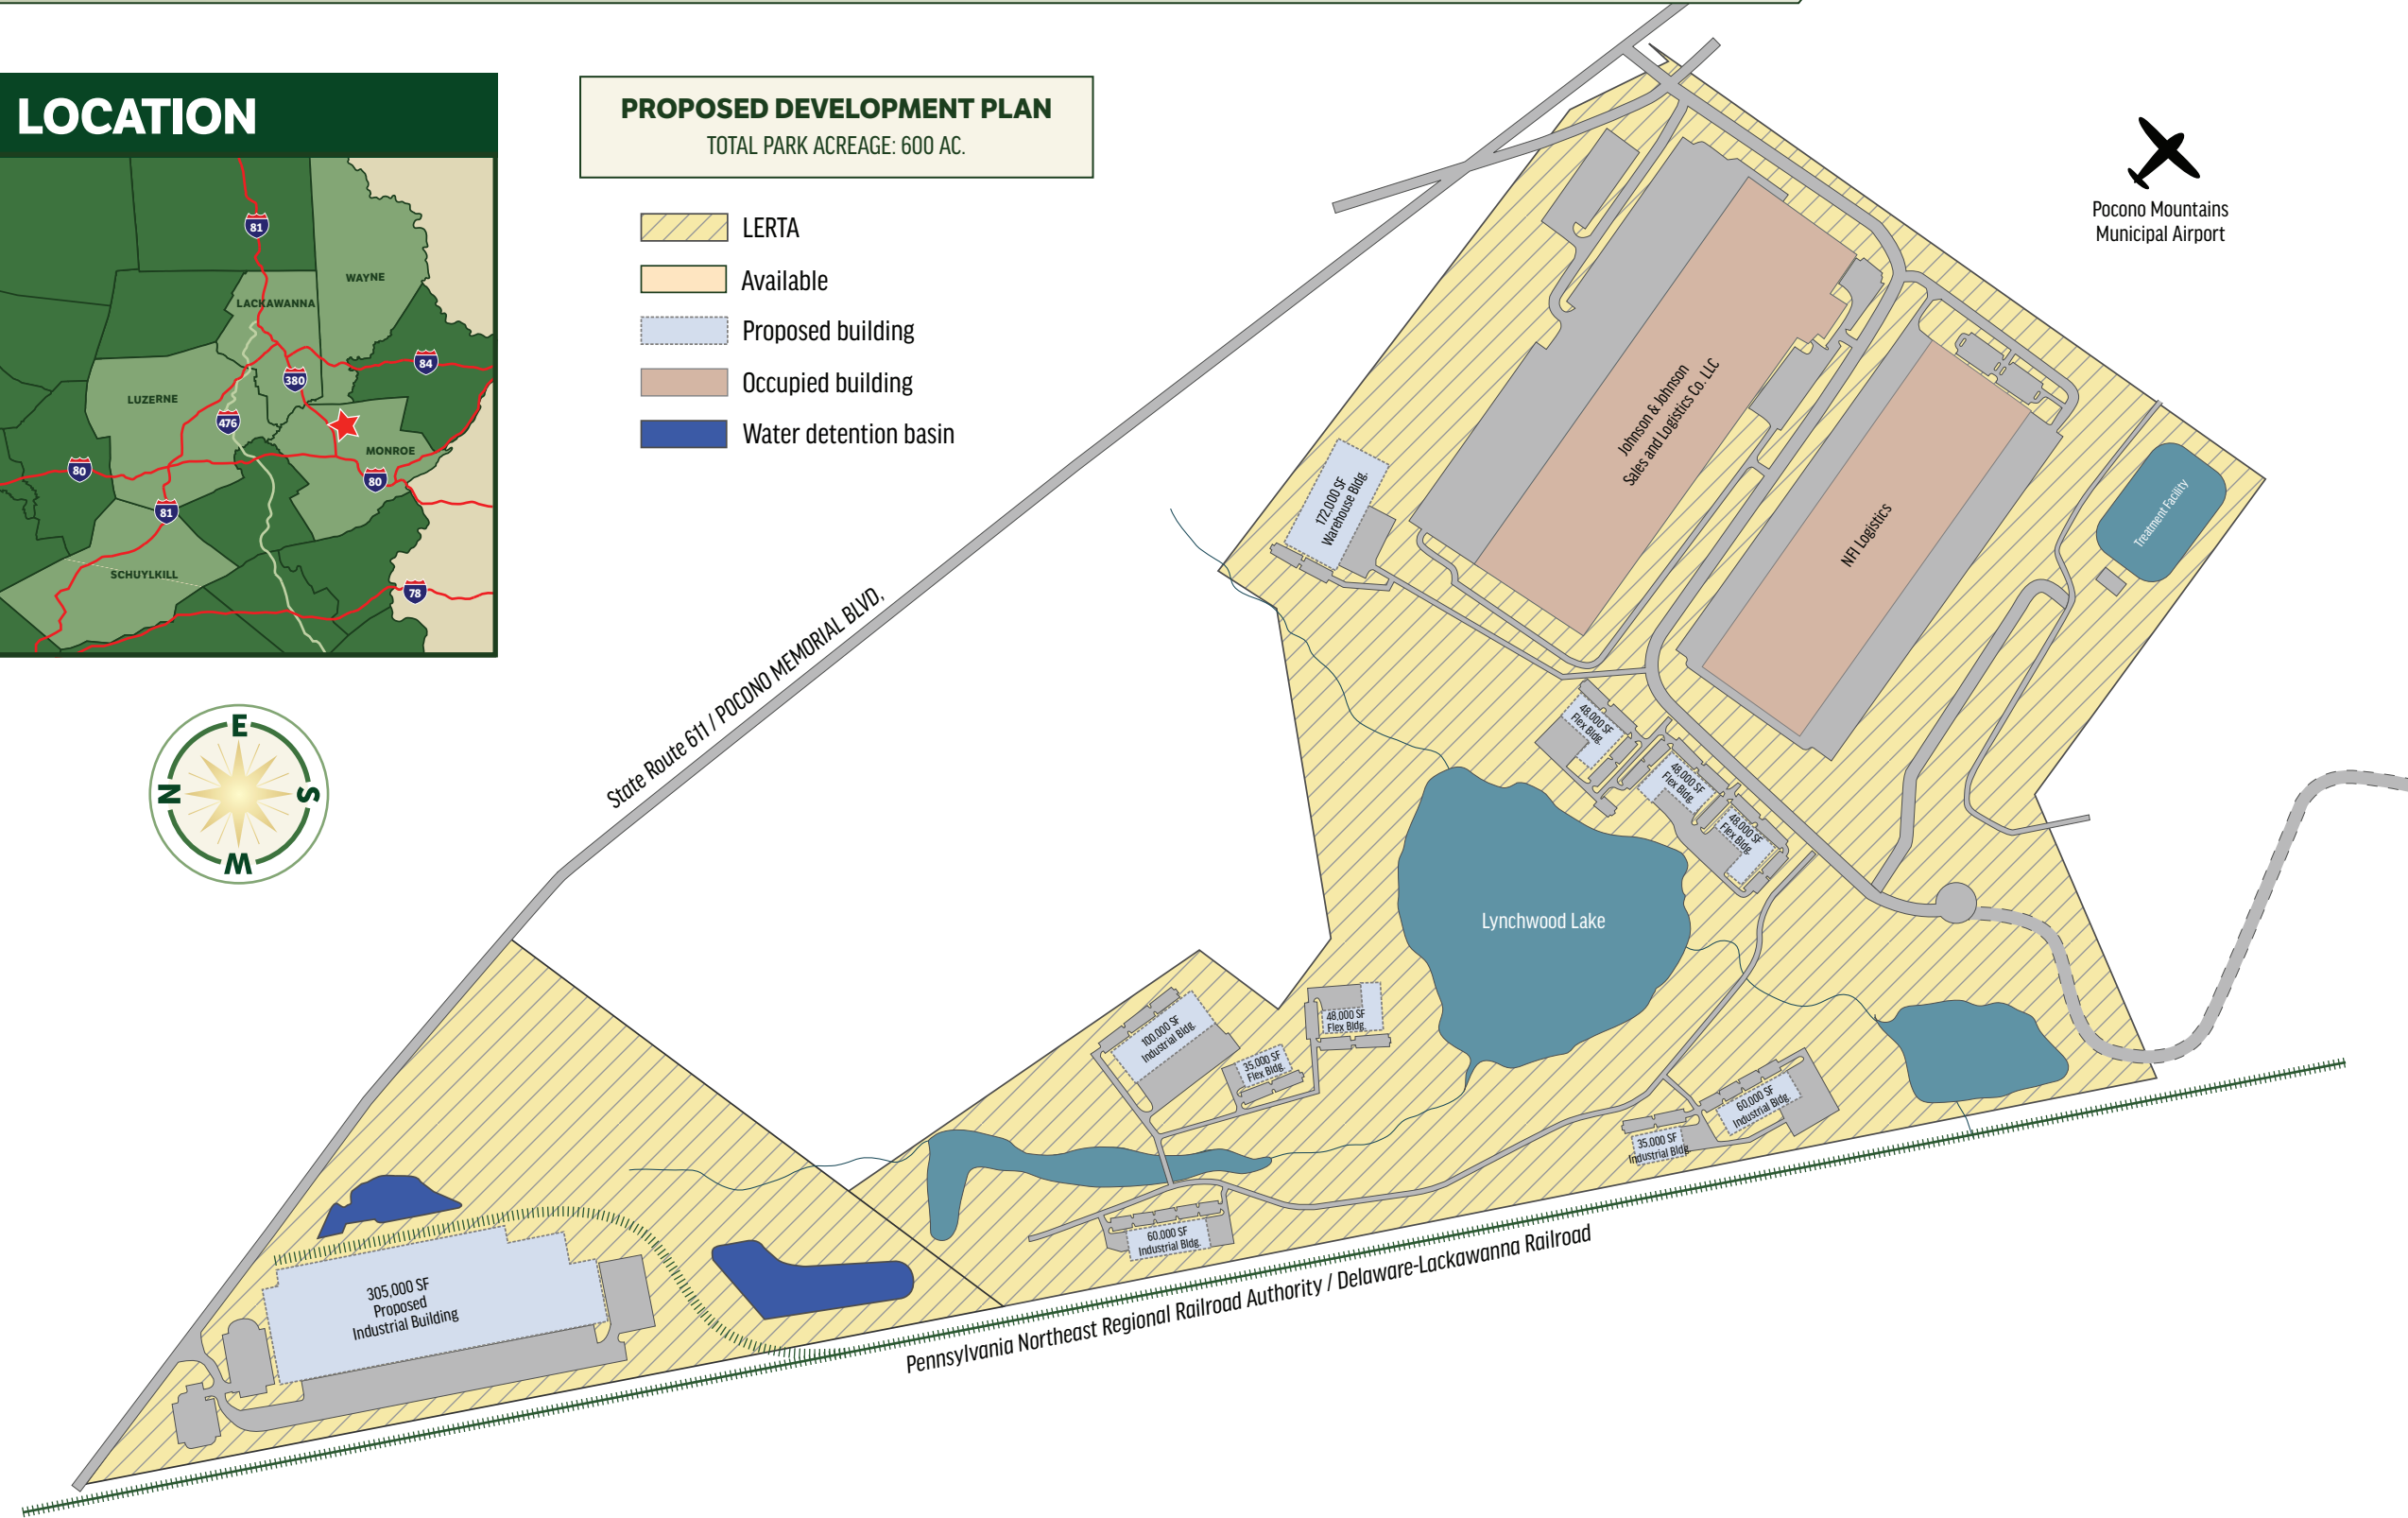 LOCATION
81
WAYNE
LACKAWANNA
84
380
LUZERNE
476
MONROE
80
80
81
SCHUYLKILL
78
PROPOSED DEVELOPMENT PLAN
TOTAL PARK ACREAGE: 600 AC.
LERTA
Available
Proposed building
Occupied building
Water detention basin
E
N
S
W
State Route 611 / POCONO MEMORIAL BLVD,
Pocono Mountains
Municipal Airport
Johnson & Johnson
Sales and Logistics Co. LLC
NFI Logistics
Treatment Facility
172,000 SF
Warehouse Bldg.
48,000 SF
Flex Bldg.
48,000 SF
Flex Bldg.
48,000 SF
Flex Bldg.
Lynchwood Lake
100,000 SF
Industrial Bldg.
48,000 SF
Flex Bldg.
35,000 SF
Flex Bldg.
60,000 SF
Industrial Bldg.
35,000 SF
Industrial Bldg.
60,000 SF
Industrial Bldg.
305,000 SF
Proposed
Industrial Building
Pennsylvania Northeast Regional Railroad Authority / Delaware-Lackawanna Railroad